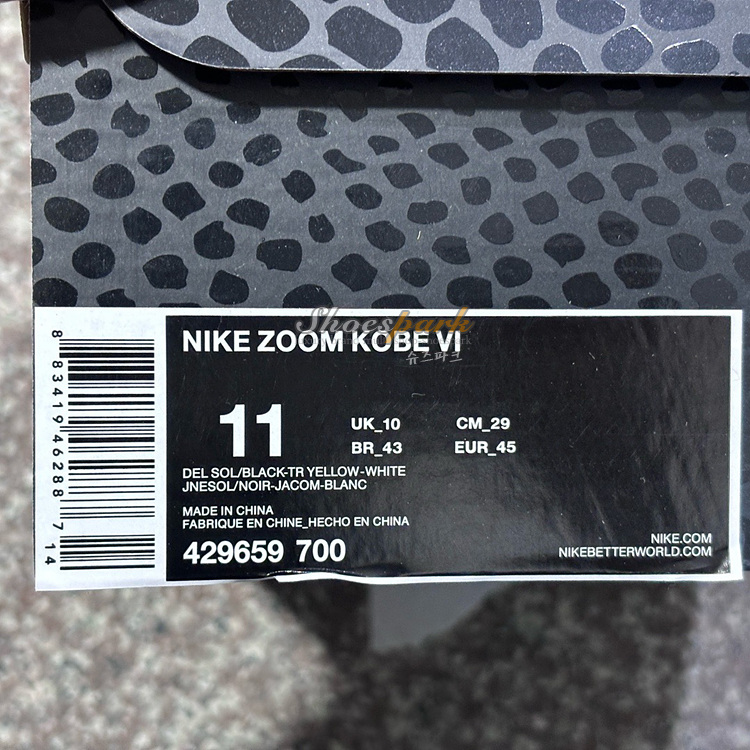 Shoespark
슈즈파크
NIKE ZOOM KOBE VI
11
UK_10 CM_29
BR_43 EUR_45
DEL SOL/BLACK-TR YELLOW-WHITE
JNESOL/NOIR-JACOM-BLANC
MADE IN CHINA
FABRIQUE EN CHINE_HECHO EN CHINA
429659 700
NIKE.COM
NIKEBETTERWORLD.COM
8 83419 46288 7 14